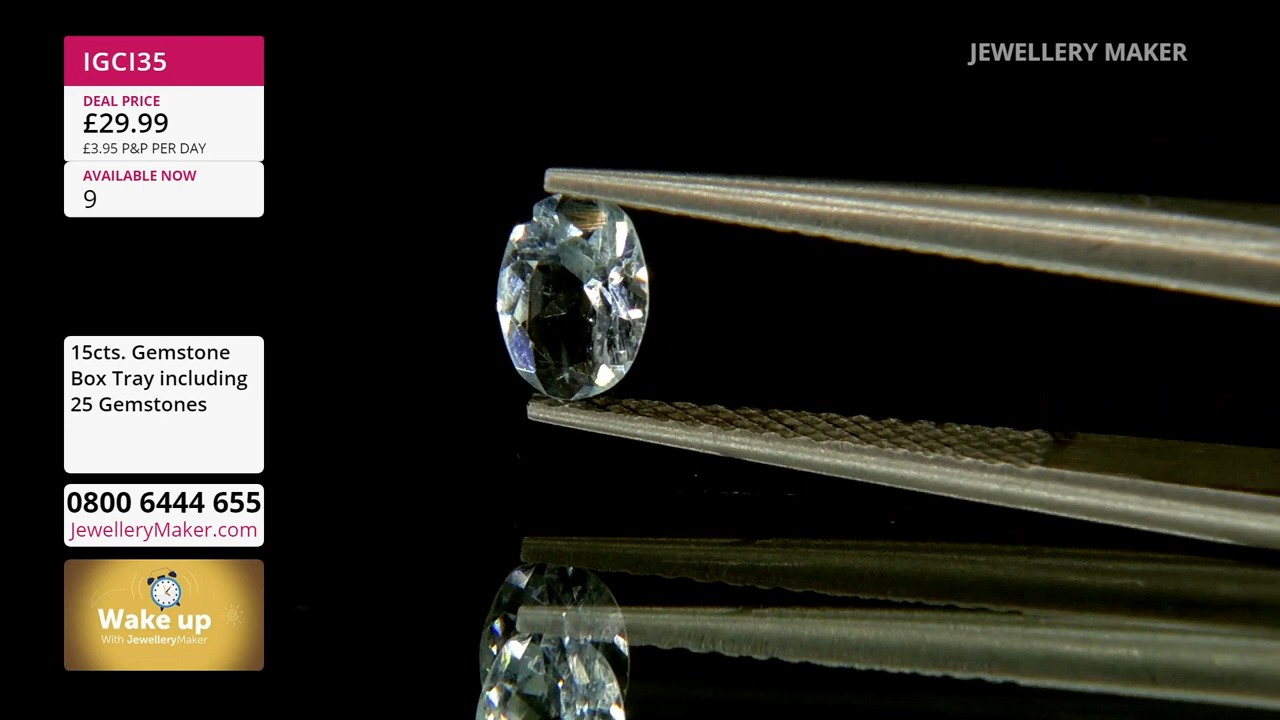 IGCI35
DEAL PRICE
£29.99
£3.95 P&P PER DAY
AVAILABLE NOW
9
15cts. Gemstone
Box Tray including
25 Gemstones
0800 6444 655
JewelleryMaker.com
Wake up
With JewelleryMaker
JEWELLERY MAKER